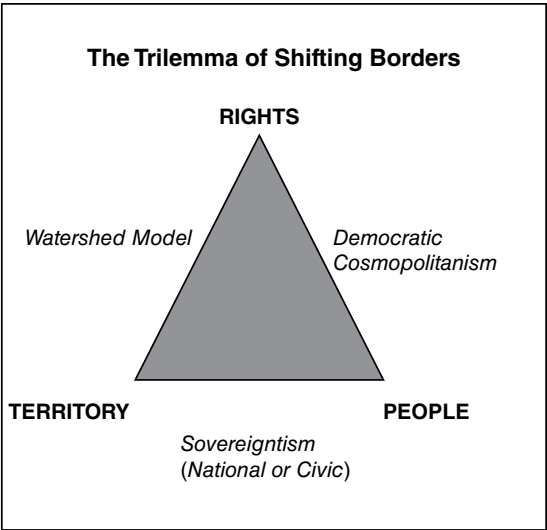 The Trilemma of Shifting Borders
RIGHTS
Watershed Model
Democratic
Cosmopolitanism
TERRITORY
PEOPLE
Sovereigntism
(National or Civic)